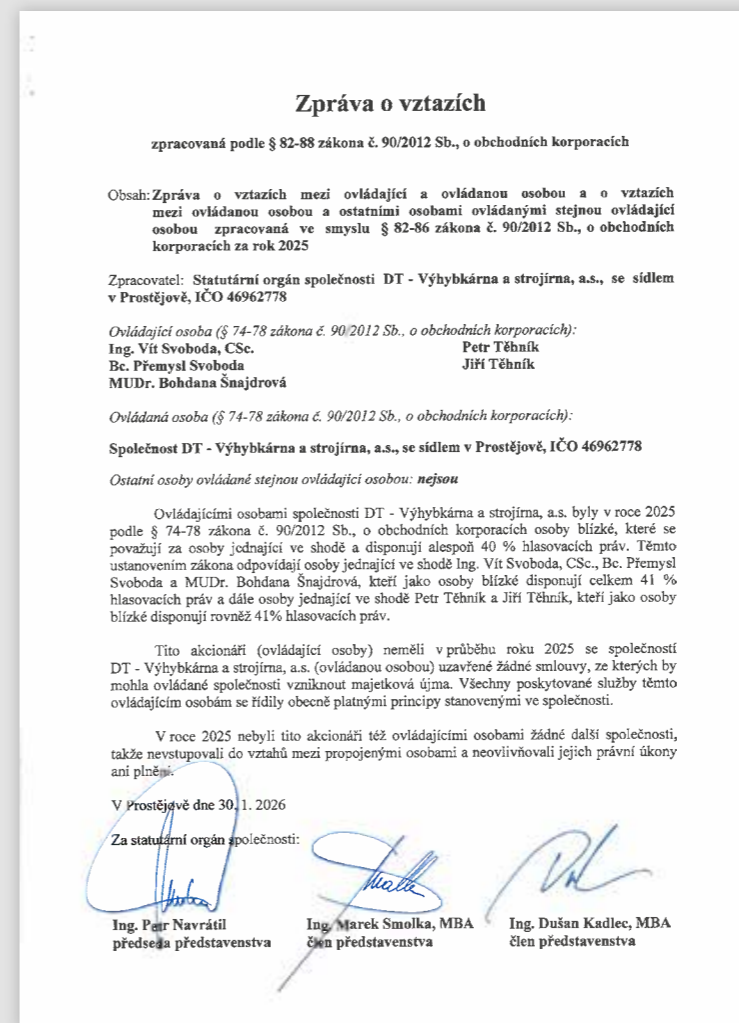 Zpráva o vztazích
zpracovaná podle § 82-88 zákona č. 90/2012 Sb., o obchodních korporacích
Obsah: Zpráva o vztazích mezi ovládající a ovládanou osobou a o vztazích
mezi ovládanou osobou a ostatními osobami ovládanými stejnou ovládající
osobou zpracovaná ve smyslu § 82-86 zákona č. 90/2012 Sb., o obchodních
korporacích za rok 2025
Zpracovatel: Statutární orgán společnosti DT - Výhybkárna a strojírna, a.s., se sídlem
v Prostějově, IČO 46962778
Ovládající osoba (§ 74-78 zákona č. 90/2012 Sb., o obchodních korporacích):
Ing. Vít Svoboda, CSc. Petr Těhník
Bc. Přemysl Svoboda Jiří Těhník
MUDr. Bohdana Šnajdrová
Ovládaná osoba (§ 74-78 zákona č. 90/2012 Sb., o obchodních korporacích):
Společnost DT - Výhybkárna a strojírna, a.s., se sídlem v Prostějově, IČO 46962778
Ostatní osoby ovládané stejnou ovládající osobou: nejsou
Ovládajícími osobami společnosti DT - Výhybkárna a strojírna, a.s. byly v roce 2025
podle § 74-78 zákona č. 90/2012 Sb., o obchodních korporacích osoby blízké, které se
považují za osoby jednající ve shodě a disponují alespoň 40 % hlasovacích práv. Těmto
ustanovením zákona odpovídají osoby jednající ve shodě Ing. Vít Svoboda, CSc., Bc. Přemysl
Svoboda a MUDr. Bohdana Šnajdrová, kteří jako osoby blízké disponují celkem 41 %
hlasovacích práv a dále osoby jednající ve shodě Petr Těhník a Jiří Těhník, kteří jako osoby
blízké disponují rovněž 41% hlasovacích práv.
Tito akcionáři (ovládající osoby) neměli v průběhu roku 2025 se společností
DT - Výhybkárna a strojírna, a.s. (ovládanou osobou) uzavřené žádné smlouvy, ze kterých by
mohla ovládané společnosti vzniknout majetková újma. Všechny poskytované služby těmto
ovládajícím osobám se řídily obecně platnými principy stanovenými ve společnosti.
V roce 2025 nebyli tito akcionáři též ovládajícími osobami žádné další společnosti,
takže nevstupovali do vztahů mezi propojenými osobami a neovlivňovali jejich právní úkony
ani plnění.
V Prostějově dne 30. 1. 2026
Za statutární orgán společnosti:
Ing. Petr Navrátil Ing. Marek Smolka, MBA Ing. Dušan Kadlec, MBA
předseda představenstva člen představenstva člen představenstva